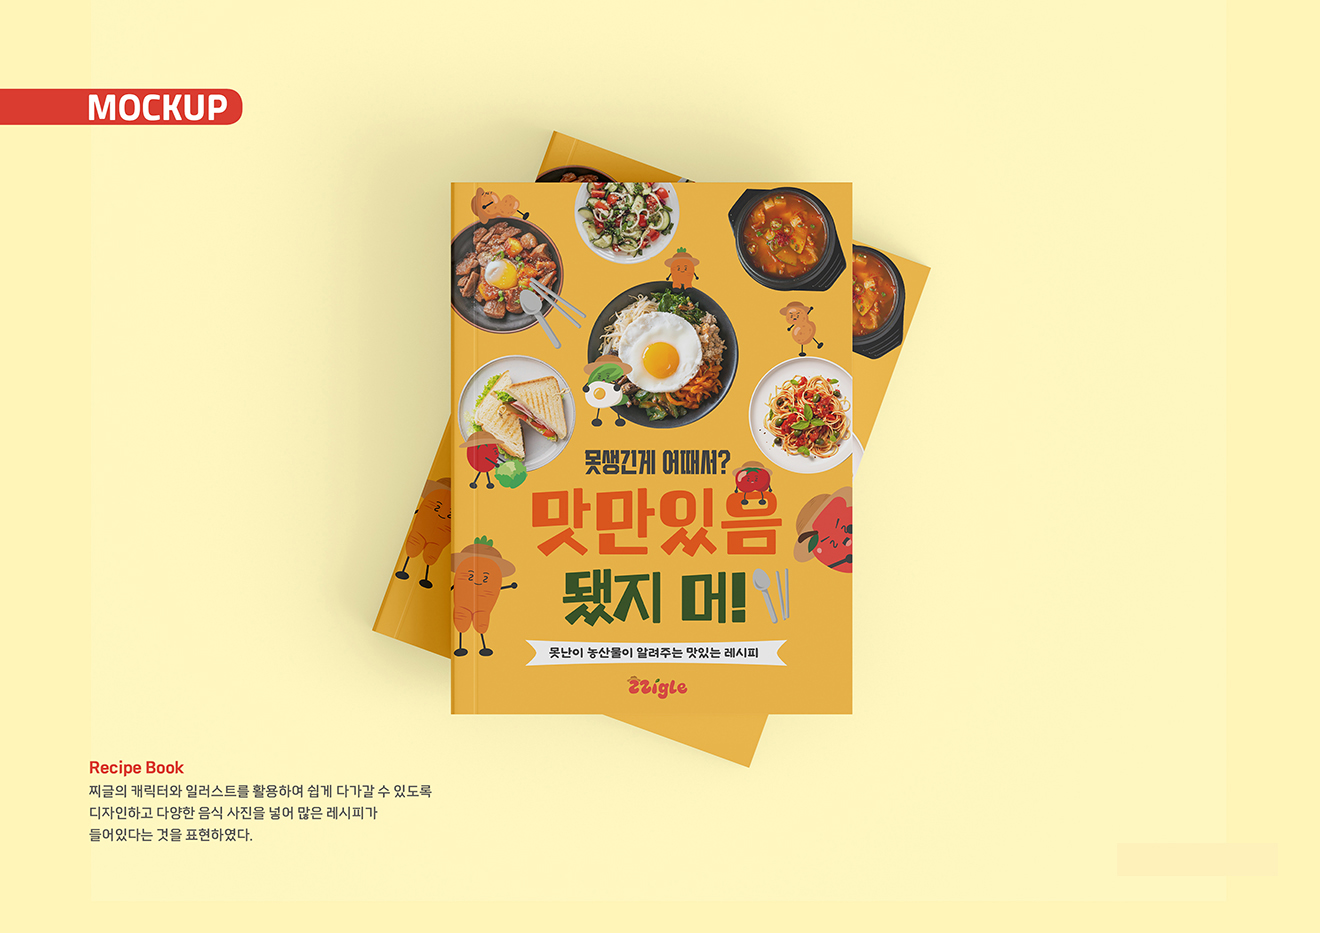 MOCKUP
못생긴게 어때서?
맛만있음
됐지 머!
못난이 농산물이 알려주는 맛있는 레시피
zzigle
Recipe Book
찌글의 캐릭터와 일러스트를 활용하여 쉽게 다가갈 수 있도록
디자인하고 다양한 음식 사진을 넣어 많은 레시피가
들어있다는 것을 표현하였다.